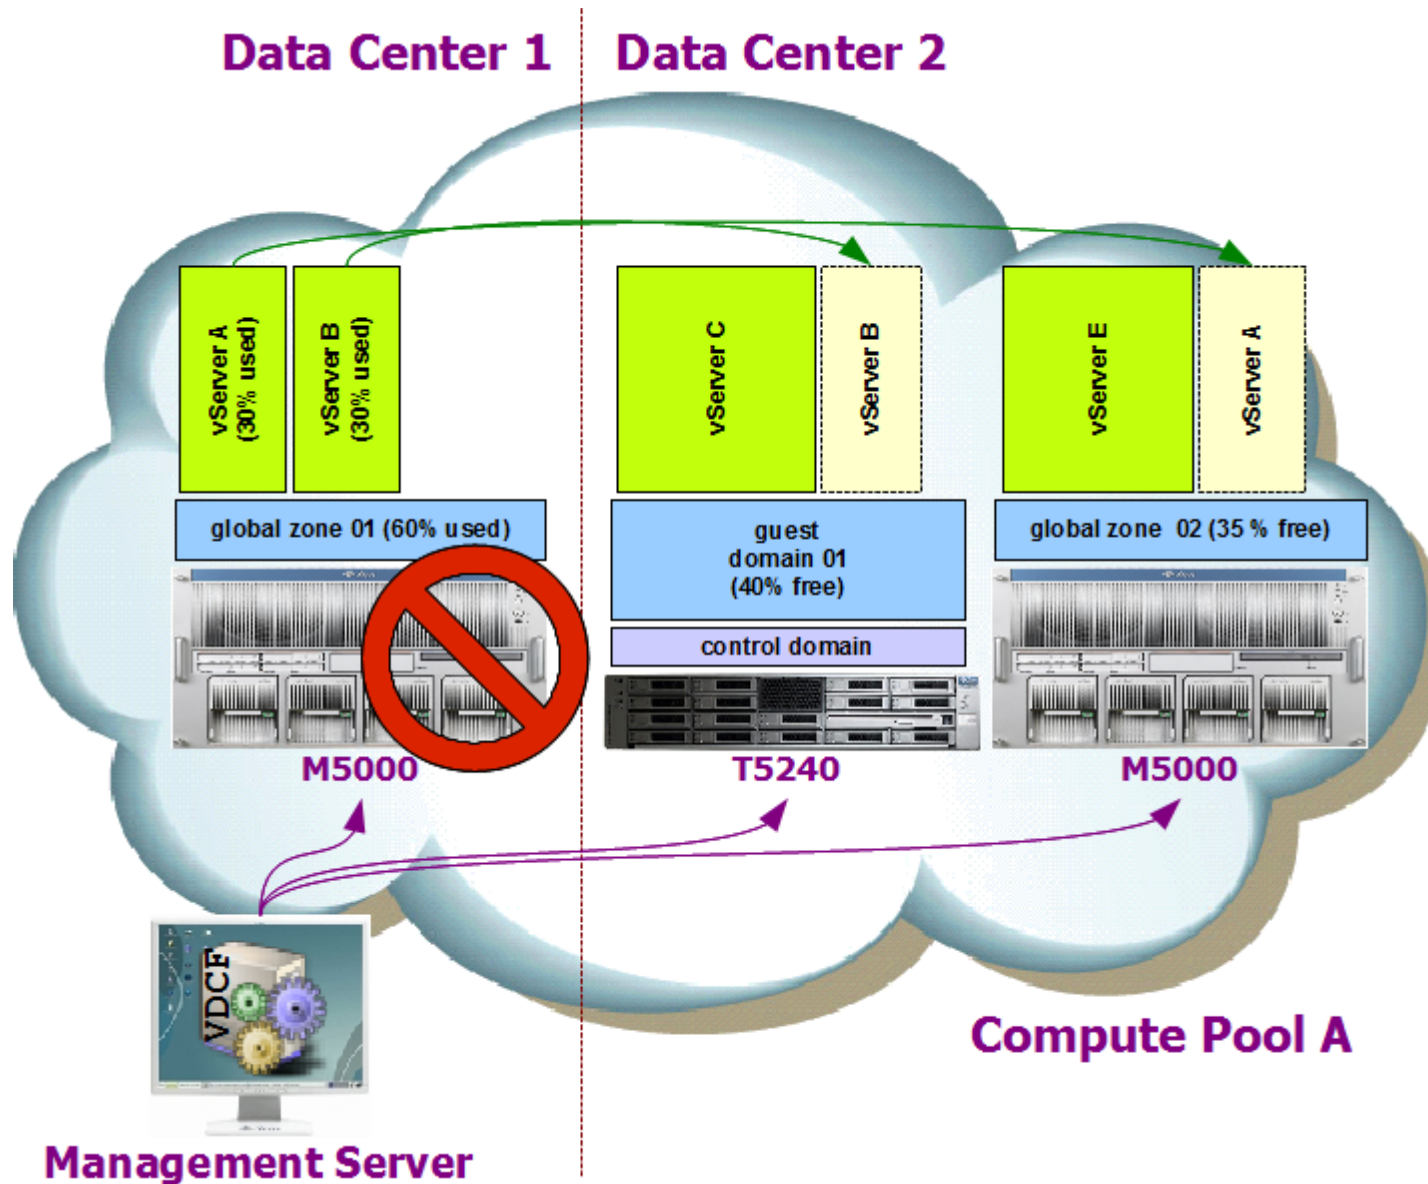 Data Center 1
Data Center 2
vServer A
(30% used)
vServer B
(30% used)
vServer C
vServer B
vServer E
vServer A
global zone 01 (60% used)
guest
domain 01
(40% free)
global zone 02 (35 % free)
control domain
M5000
T5240
M5000
VDCF
Compute Pool A
Management Server